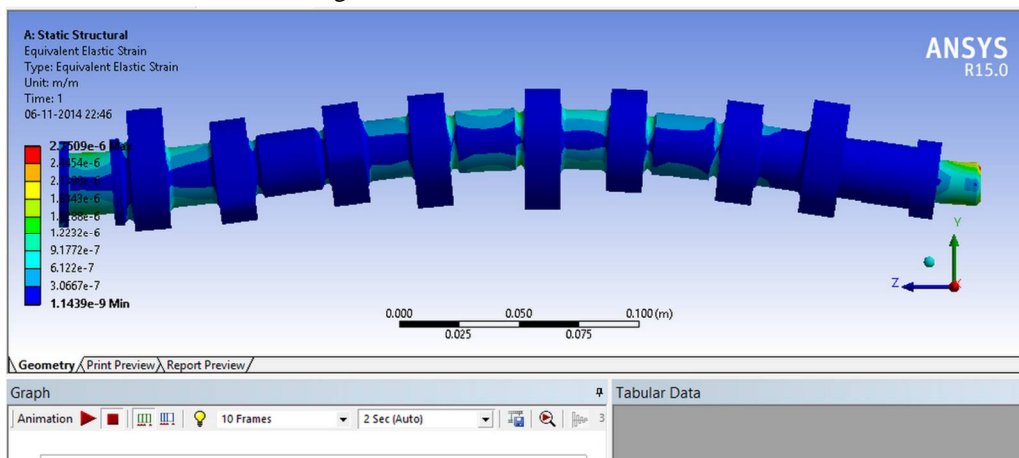 A: Static Structural
Equivalent Elastic Strain
Type: Equivalent Elastic Strain
Unit: m/m
Time: 1
06-11-2014 22:46
ANSYS
R15.0
Max
1.2232e-6
9.1772e-7
6.122e-7
3.0667e-7
1.1439e-9 Min
Y
Z
0.000
0.050
0.100 (m)
0.025
0.075
Geometry
Print Preview
Report Preview
Graph
Tabular Data
Animation
10 Frames
2 Sec (Auto)
3